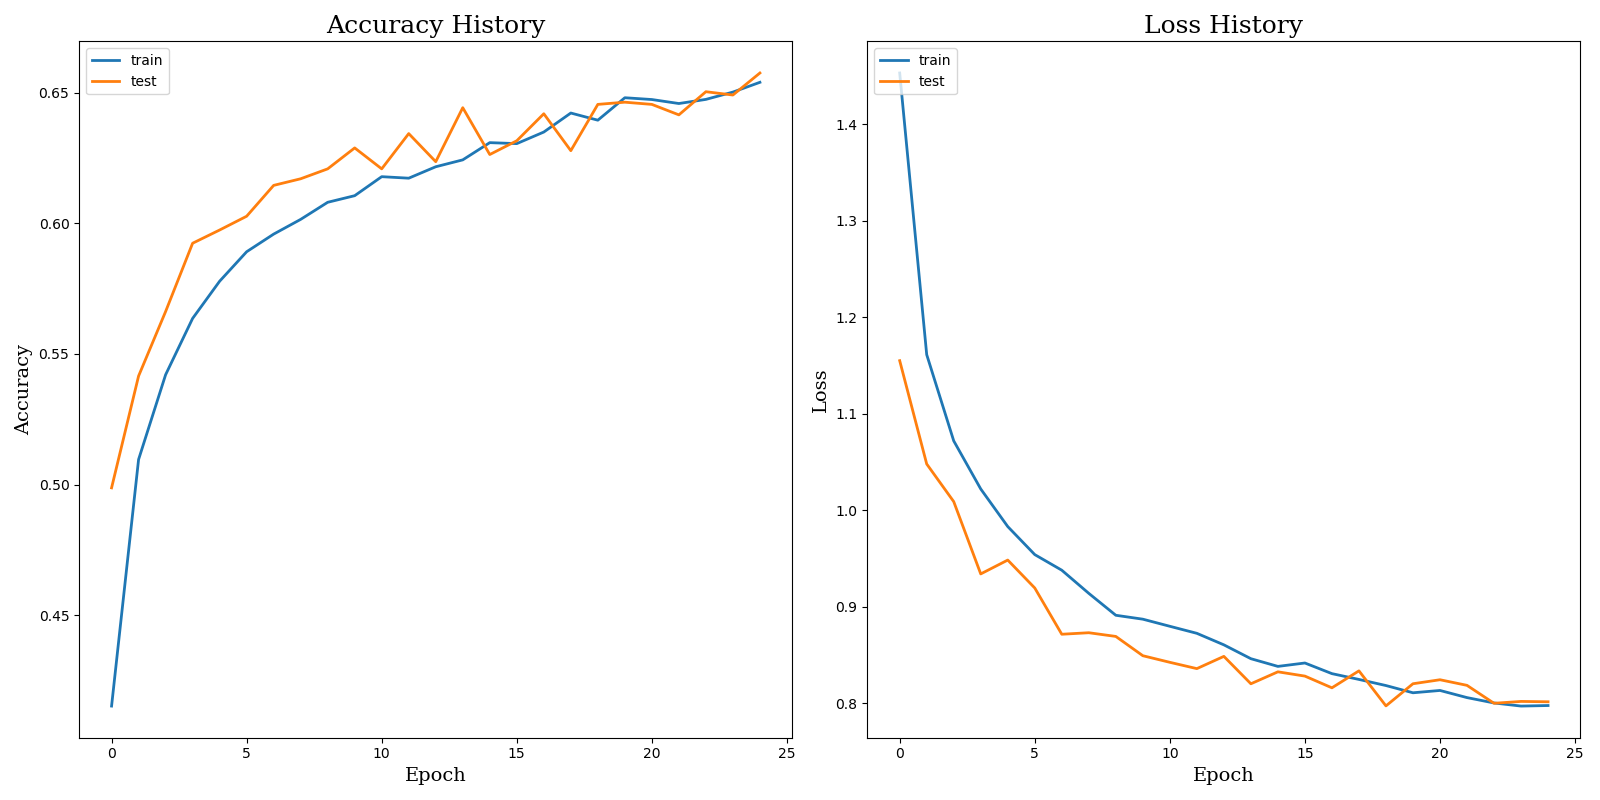 Accuracy History
train
test
0.65
0.60
0.55
0.50
0.45
Accuracy
0 5 10 15 20 25
Epoch
Loss History
train
test
1.4
1.3
1.2
1.1
1.0
0.9
0.8
Loss
0 5 10 15 20 25
Epoch